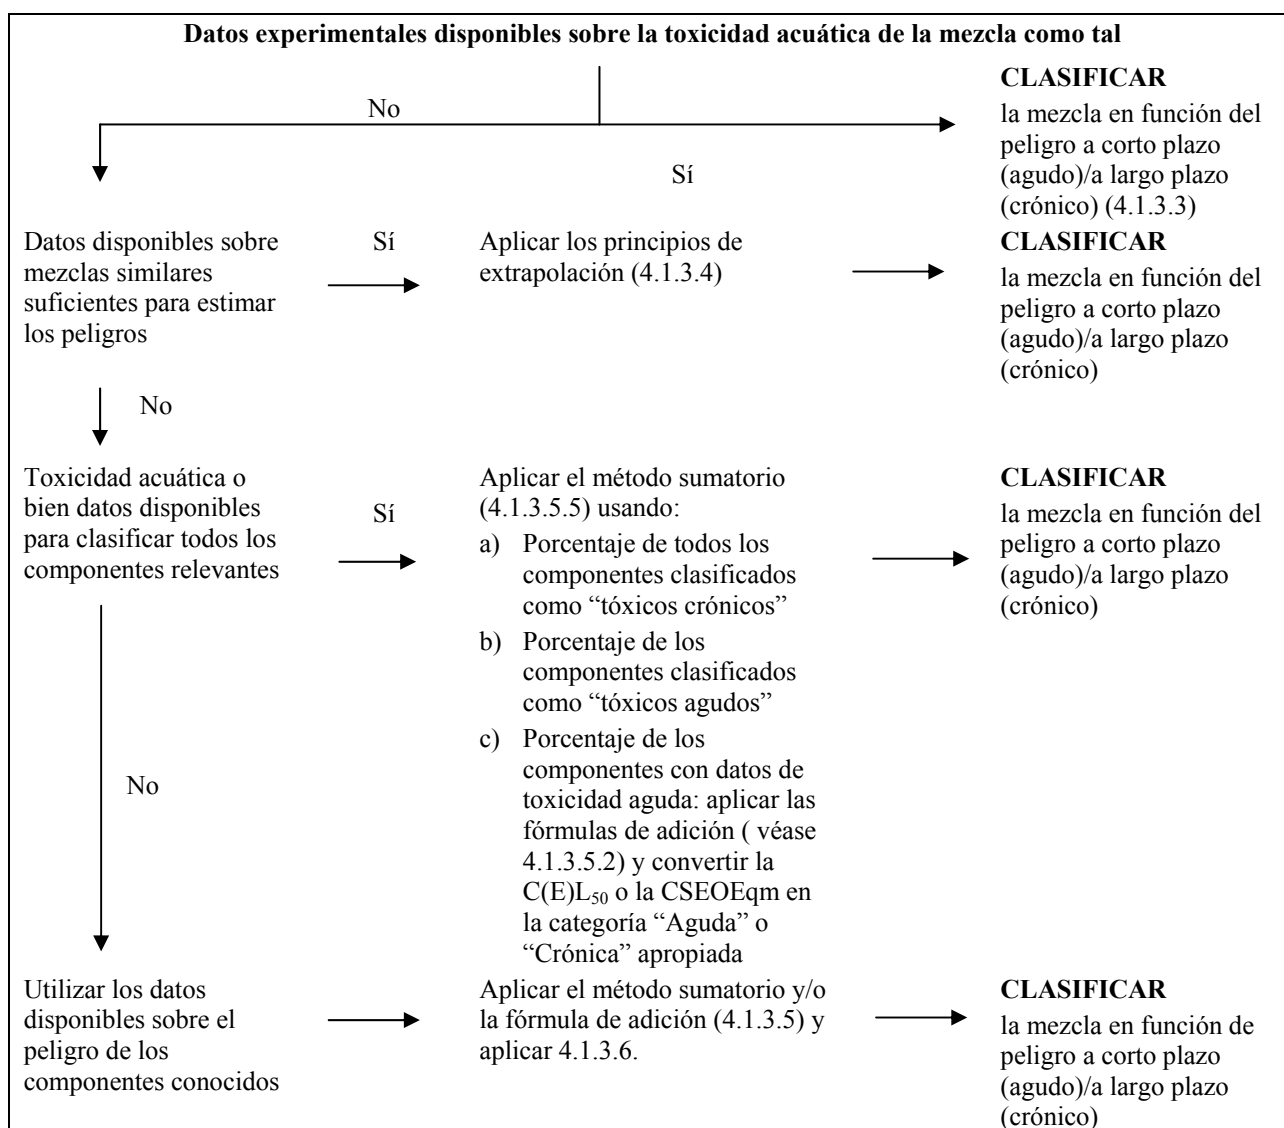 Datos experimentales disponibles sobre la toxicidad acuática de la mezcla como tal
No
Sí
CLASIFICAR
la mezcla en función del
peligro a corto plazo
(agudo)/a largo plazo
(crónico) (4.1.3.3)
Datos disponibles sobre
mezclas similares
suficientes para estimar
los peligros
Sí
Aplicar los principios de
extrapolación (4.1.3.4)
CLASIFICAR
la mezcla en función del
peligro a corto plazo
(agudo)/a largo plazo
(crónico)
No
Toxicidad acuática o
bien datos disponibles
para clasificar todos los
componentes relevantes
Sí
Aplicar el método sumatorio
(4.1.3.5.5) usando:
a) Porcentaje de todos los
componentes clasificados
como “tóxicos crónicos”
b) Porcentaje de los
componentes clasificados
como “tóxicos agudos”
c) Porcentaje de los
componentes con datos de
toxicidad aguda: aplicar las
fórmulas de adición ( véase
4.1.3.5.2) y convertir la
C(E)L50 o la CSEOEqm en
la categoría “Aguda” o
“Crónica” apropiada
CLASIFICAR
la mezcla en función del
peligro a corto plazo
(agudo)/a largo plazo
(crónico)
No
Utilizar los datos
disponibles sobre el
peligro de los
componentes conocidos
Aplicar el método sumatorio y/o
la fórmula de adición (4.1.3.5) y
aplicar 4.1.3.6.
CLASIFICAR
la mezcla en función de
peligro a corto plazo
(agudo)/a largo plazo
(crónico)